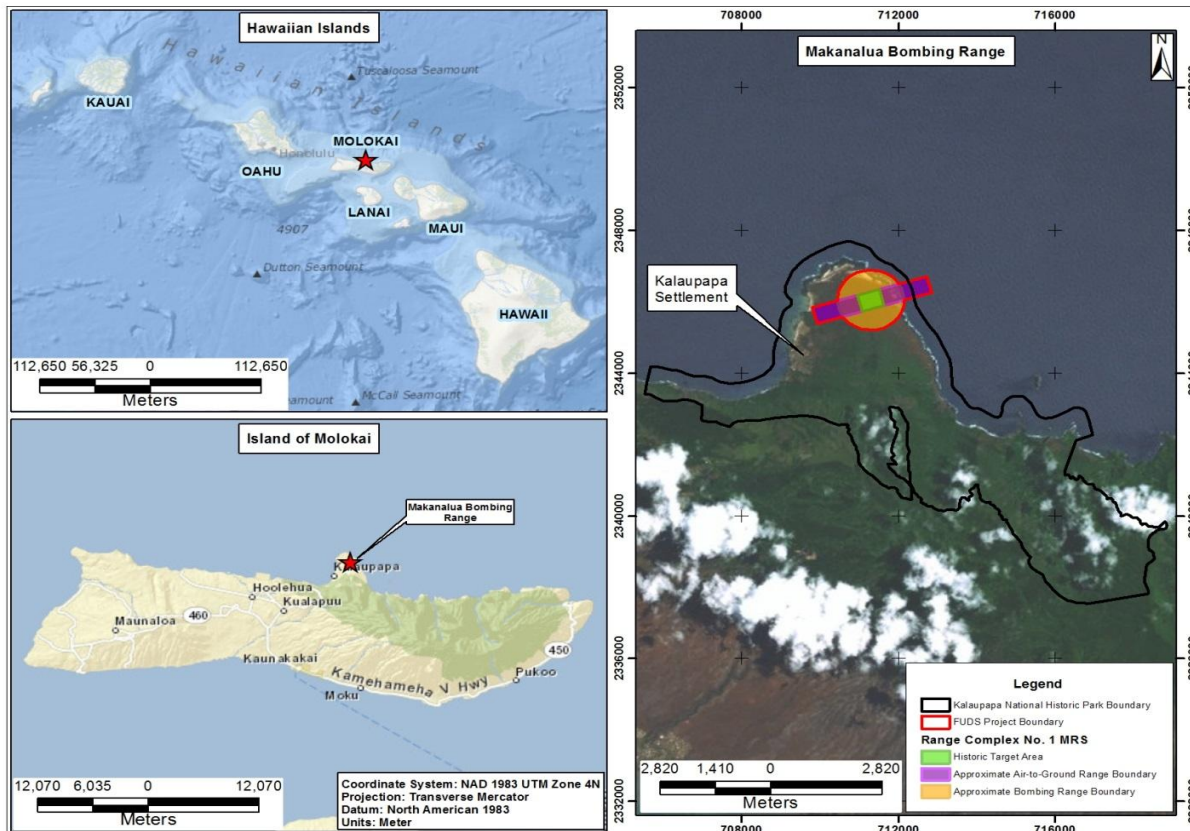 Hawaiian Islands
Hawaiian Islands
Tuscaloosa Seamount
KAUAI
MOLOKAI
Honolulu
OAHU
LANAI
MAUI
4907
Dutton Seamount
HAWAII
McCall Seamount
112,650 56,325 0 112,650
Meters
Island of Molokai
Makanalua Bombing
Range
Kalaupapa
Hoolehua
Kualapuu
460
Maunaloa
450
Kaunakakai
Kamehameha V Hwy
Pukoo
Moku
12,070 6,035 0 12,070
Meters
Coordinate System: NAD 1983 UTM Zone 4N
Projection: Transverse Mercator
Datum: North American 1983
Units: Meter
708000 712000 716000
Makanalua Bombing Range
N
2352000
2348000
2344000
2340000
2336000
2332000
Kalaupapa
Settlement
Legend
Kalaupapa National Historic Park Boundary
FUDS Project Boundary
Range Complex No. 1 MRS
Historic Target Area
Approximate Air-to-Ground Range Boundary
Approximate Bombing Range Boundary
2,820 1,410 0 2,820
Meters
708000 712000 716000